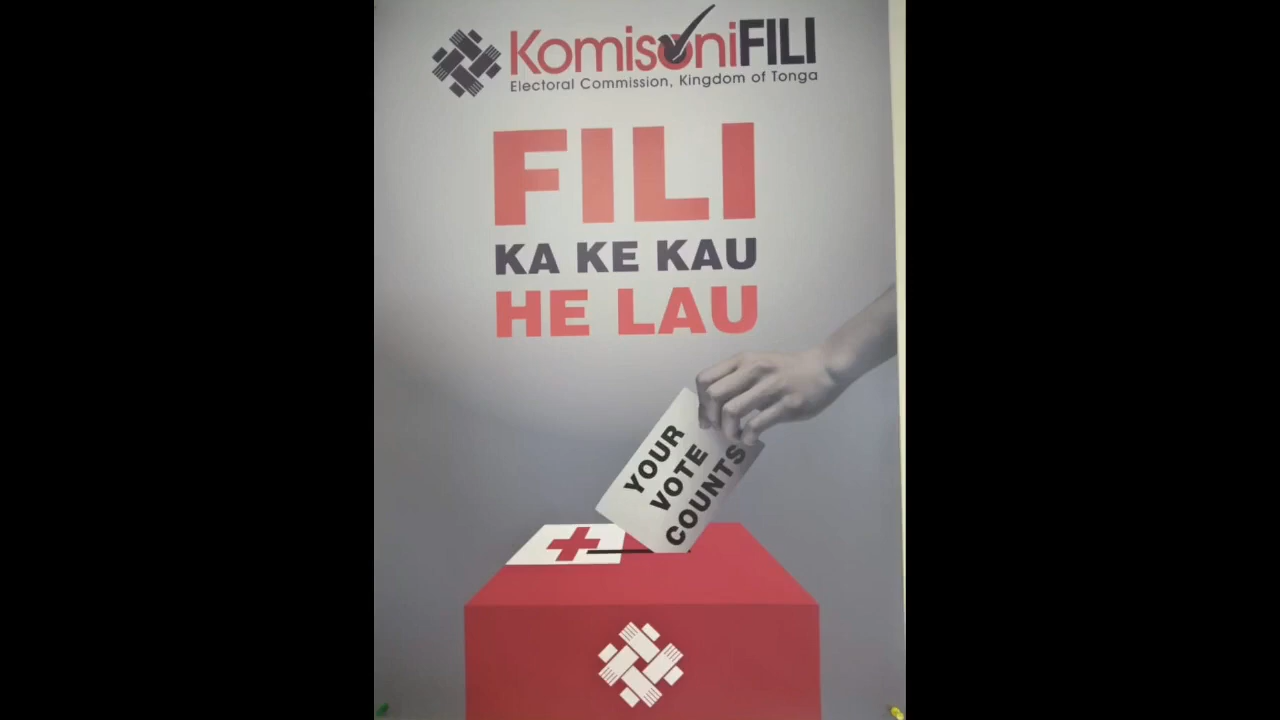 KomisoniFILI
Electoral Commission, Kingdom of Tonga
FILI
KA KE KAU
HE LAU
YOUR
VOTE
COUNTS